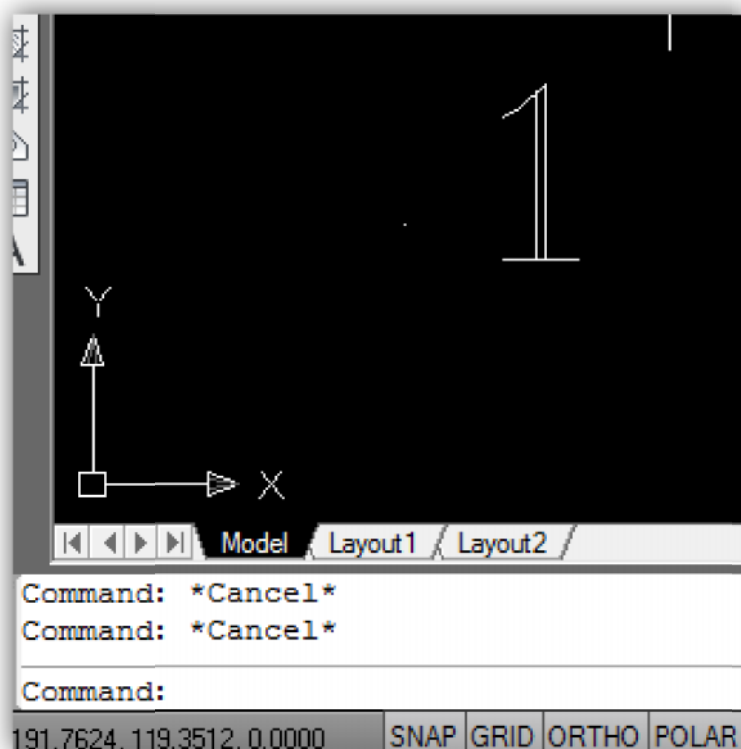 1
Y
X
Model Layout1 Layout2
Command: *Cancel*
Command: *Cancel*
Command:
191.7624, 119.3512, 0.0000 SNAP GRID ORTHO POLAR